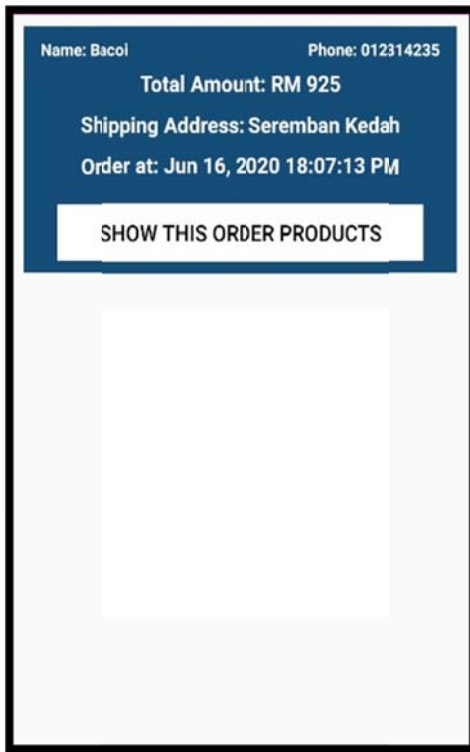 Name: Bacoi
Phone: 012314235
Total Amount: RM 925
Shipping Address: Seremban Kedah
Order at: Jun 16, 2020 18:07:13 PM
SHOW THIS ORDER PRODUCTS